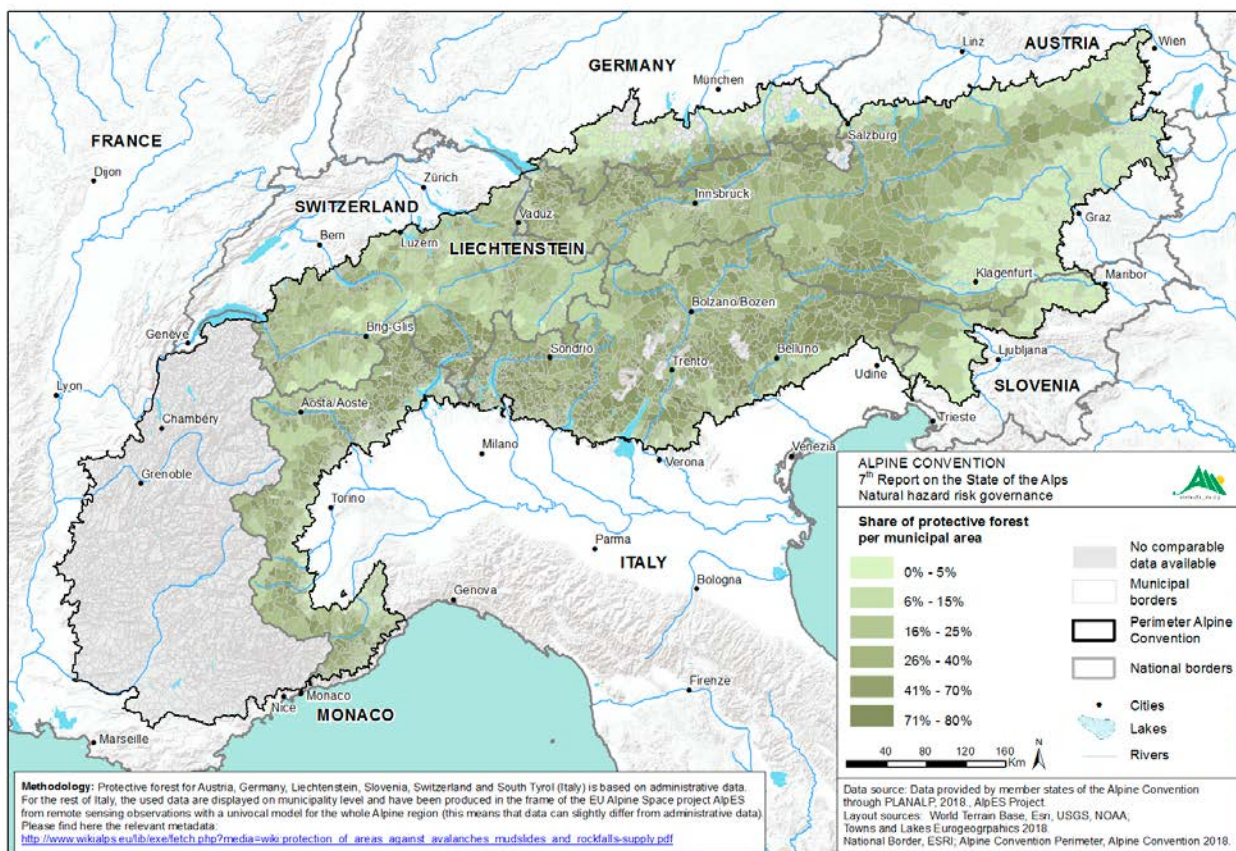 Linz
AUSTRIA
Wien
GERMANY
München
FRANCE
Salzburg
Dijon
Zürich
Innsbruck
SWITZERLAND
Vaduz
Graz
Bern
Luzern
LIECHTENSTEIN
Klagenfurt
Maribor
Bolzano/Bozen
Genève
Brig-Glis
Sondrio
Belluno
Ljubljana
Trento
Udine
SLOVENIA
Lyon
Aosta/Aoste
Chambéry
Trieste
Milano
Venezia
Verona
Grenoble
Torino
Parma
ITALY
Bologna
Genova
Firenze
Monaco
Nice
MONACO
Marseille
ALPINE CONVENTION
7th Report on the State of the Alps
Natural hazard risk governance
Share of protective forest
per municipal area
0% - 5%
6% - 15%
16% - 25%
26% - 40%
41% - 70%
71% - 80%
No comparable
data available
Municipal
borders
Perimeter Alpine
Convention
National borders
Cities
Lakes
Rivers
40 80 120 160
Km
N
Methodology: Protective forest for Austria, Germany, Liechtenstein, Slovenia, Switzerland and South Tyrol (Italy) is based on administrative data.
For the rest of Italy, the used data are displayed on municipality level and have been produced in the frame of the EU Alpine Space project AlpES
from remote sensing observations with a univocal model for the whole Alpine region (this means that data can slightly differ from administrative data).
Please find here the relevant metadata:
http://www.wikialps.eu/lib/exe/fetch.php?media=wiki:protection_of_areas_against_avalanches_mudslides_and_rockfalls-supply.pdf
Data source: Data provided by member states of the Alpine Convention
through PLANALP, 2018., AlpES Project.
Layout sources: World Terrain Base, Esri, USGS, NOAA;
Towns and Lakes Eurogeogrpahics 2018.
National Border, ESRI; Alpine Convention Perimeter, Alpine Convention 2018.